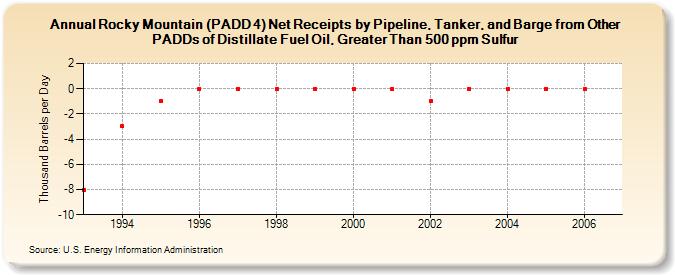 Annual Rocky Mountain (PADD 4) Net Receipts by Pipeline, Tanker, and Barge from Other
PADDs of Distillate Fuel Oil, Greater Than 500 ppm Sulfur
Thousand Barrels per Day
2
0
-2
-4
-6
-8
-10
1994 1996 1998 2000 2002 2004 2006
Source: U.S. Energy Information Administration